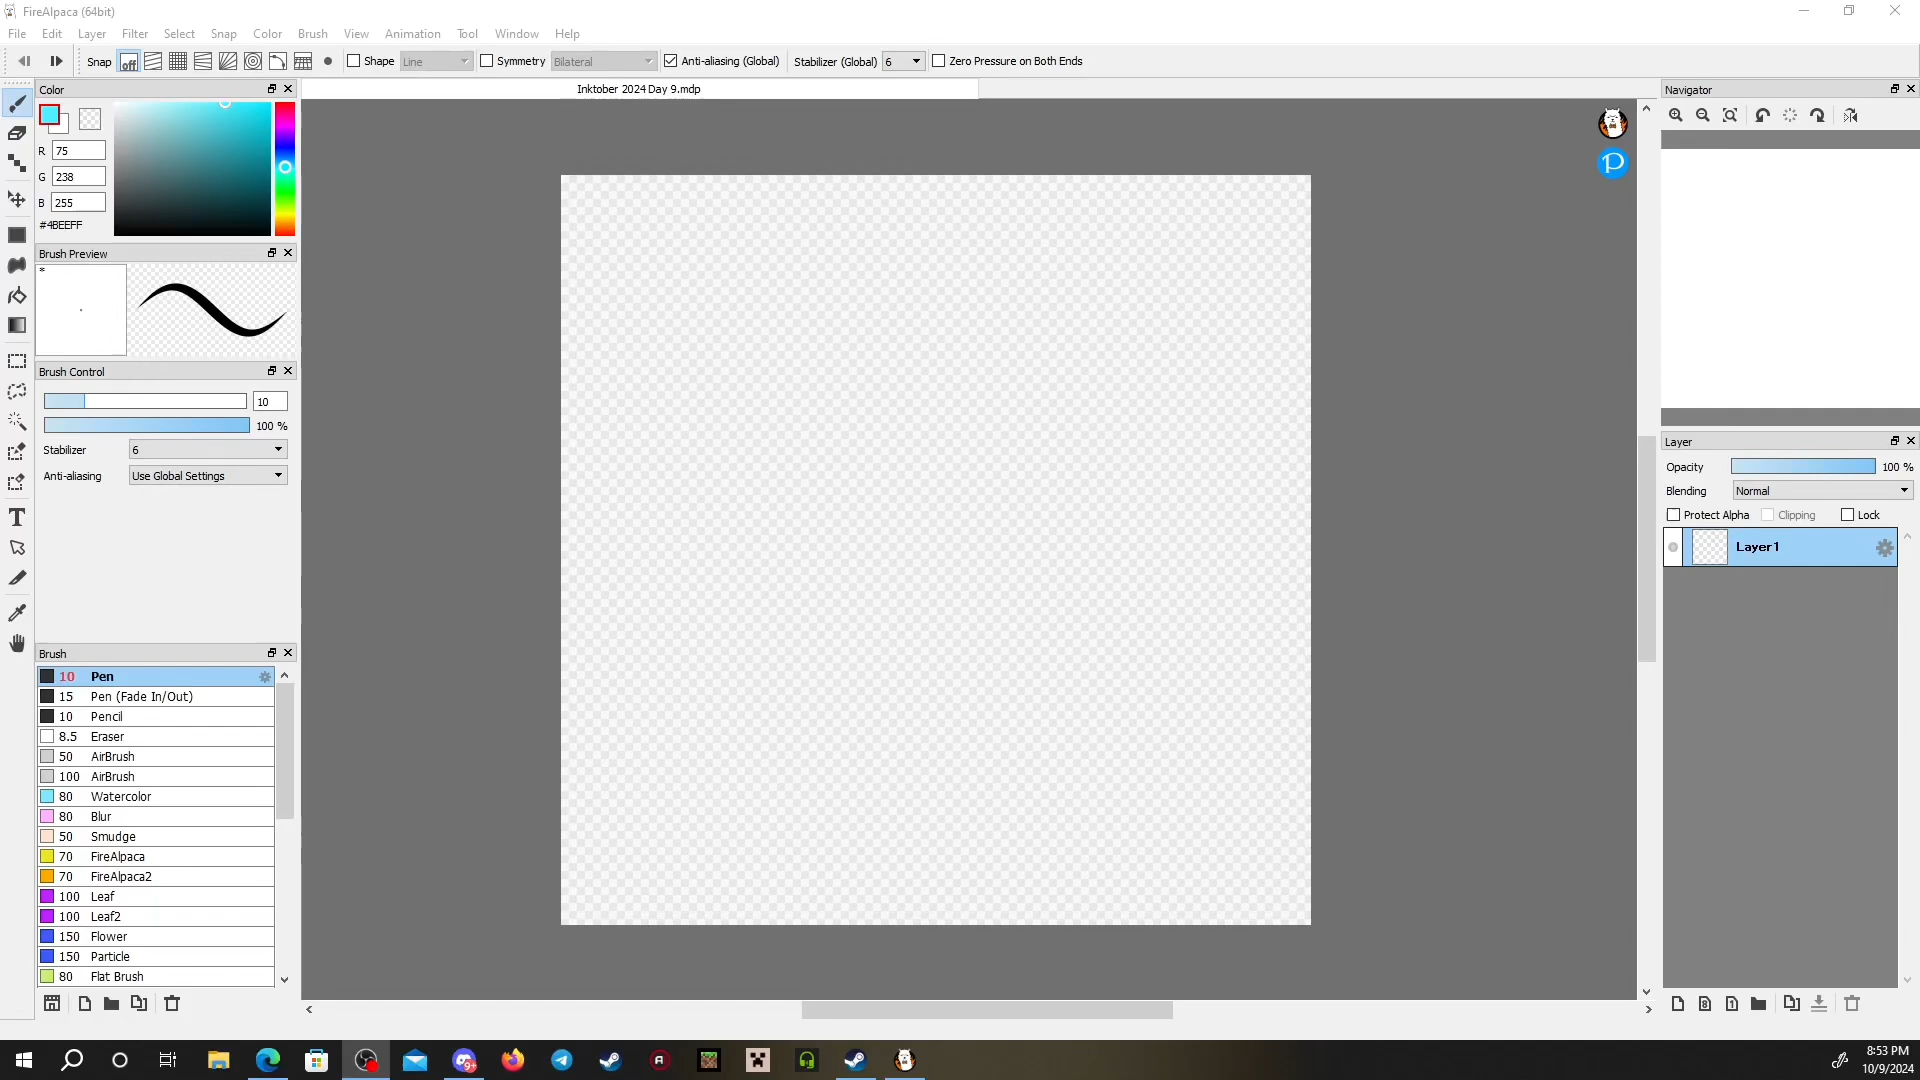 FireAlpaca (64bit)
File Edit Layer Filter Select Snap Color Brush View Animation Tool Window Help
Snap off Shape Line Symmetry Bilateral Anti-aliasing (Global) Stabilizer (Global) 6 Zero Pressure on Both Ends
Color
R 75
G 238
B 255
#4BEEFF
Brush Preview
*
Brush Control
10
100 %
Stabilizer 6
Anti-aliasing Use Global Settings
Brush
10 Pen
15 Pen (Fade In/Out)
10 Pencil
8.5 Eraser
50 AirBrush
100 AirBrush
80 Watercolor
80 Blur
50 Smudge
70 FireAlpaca
70 FireAlpaca2
100 Leaf
100 Leaf2
150 Flower
150 Particle
80 Flat Brush
Inktober 2024 Day 9.mdp
P
Navigator
Layer
Opacity 100 %
Blending Normal
Protect Alpha Clipping Lock
Layer1
8 1
T
9+
8:53 PM
10/9/2024